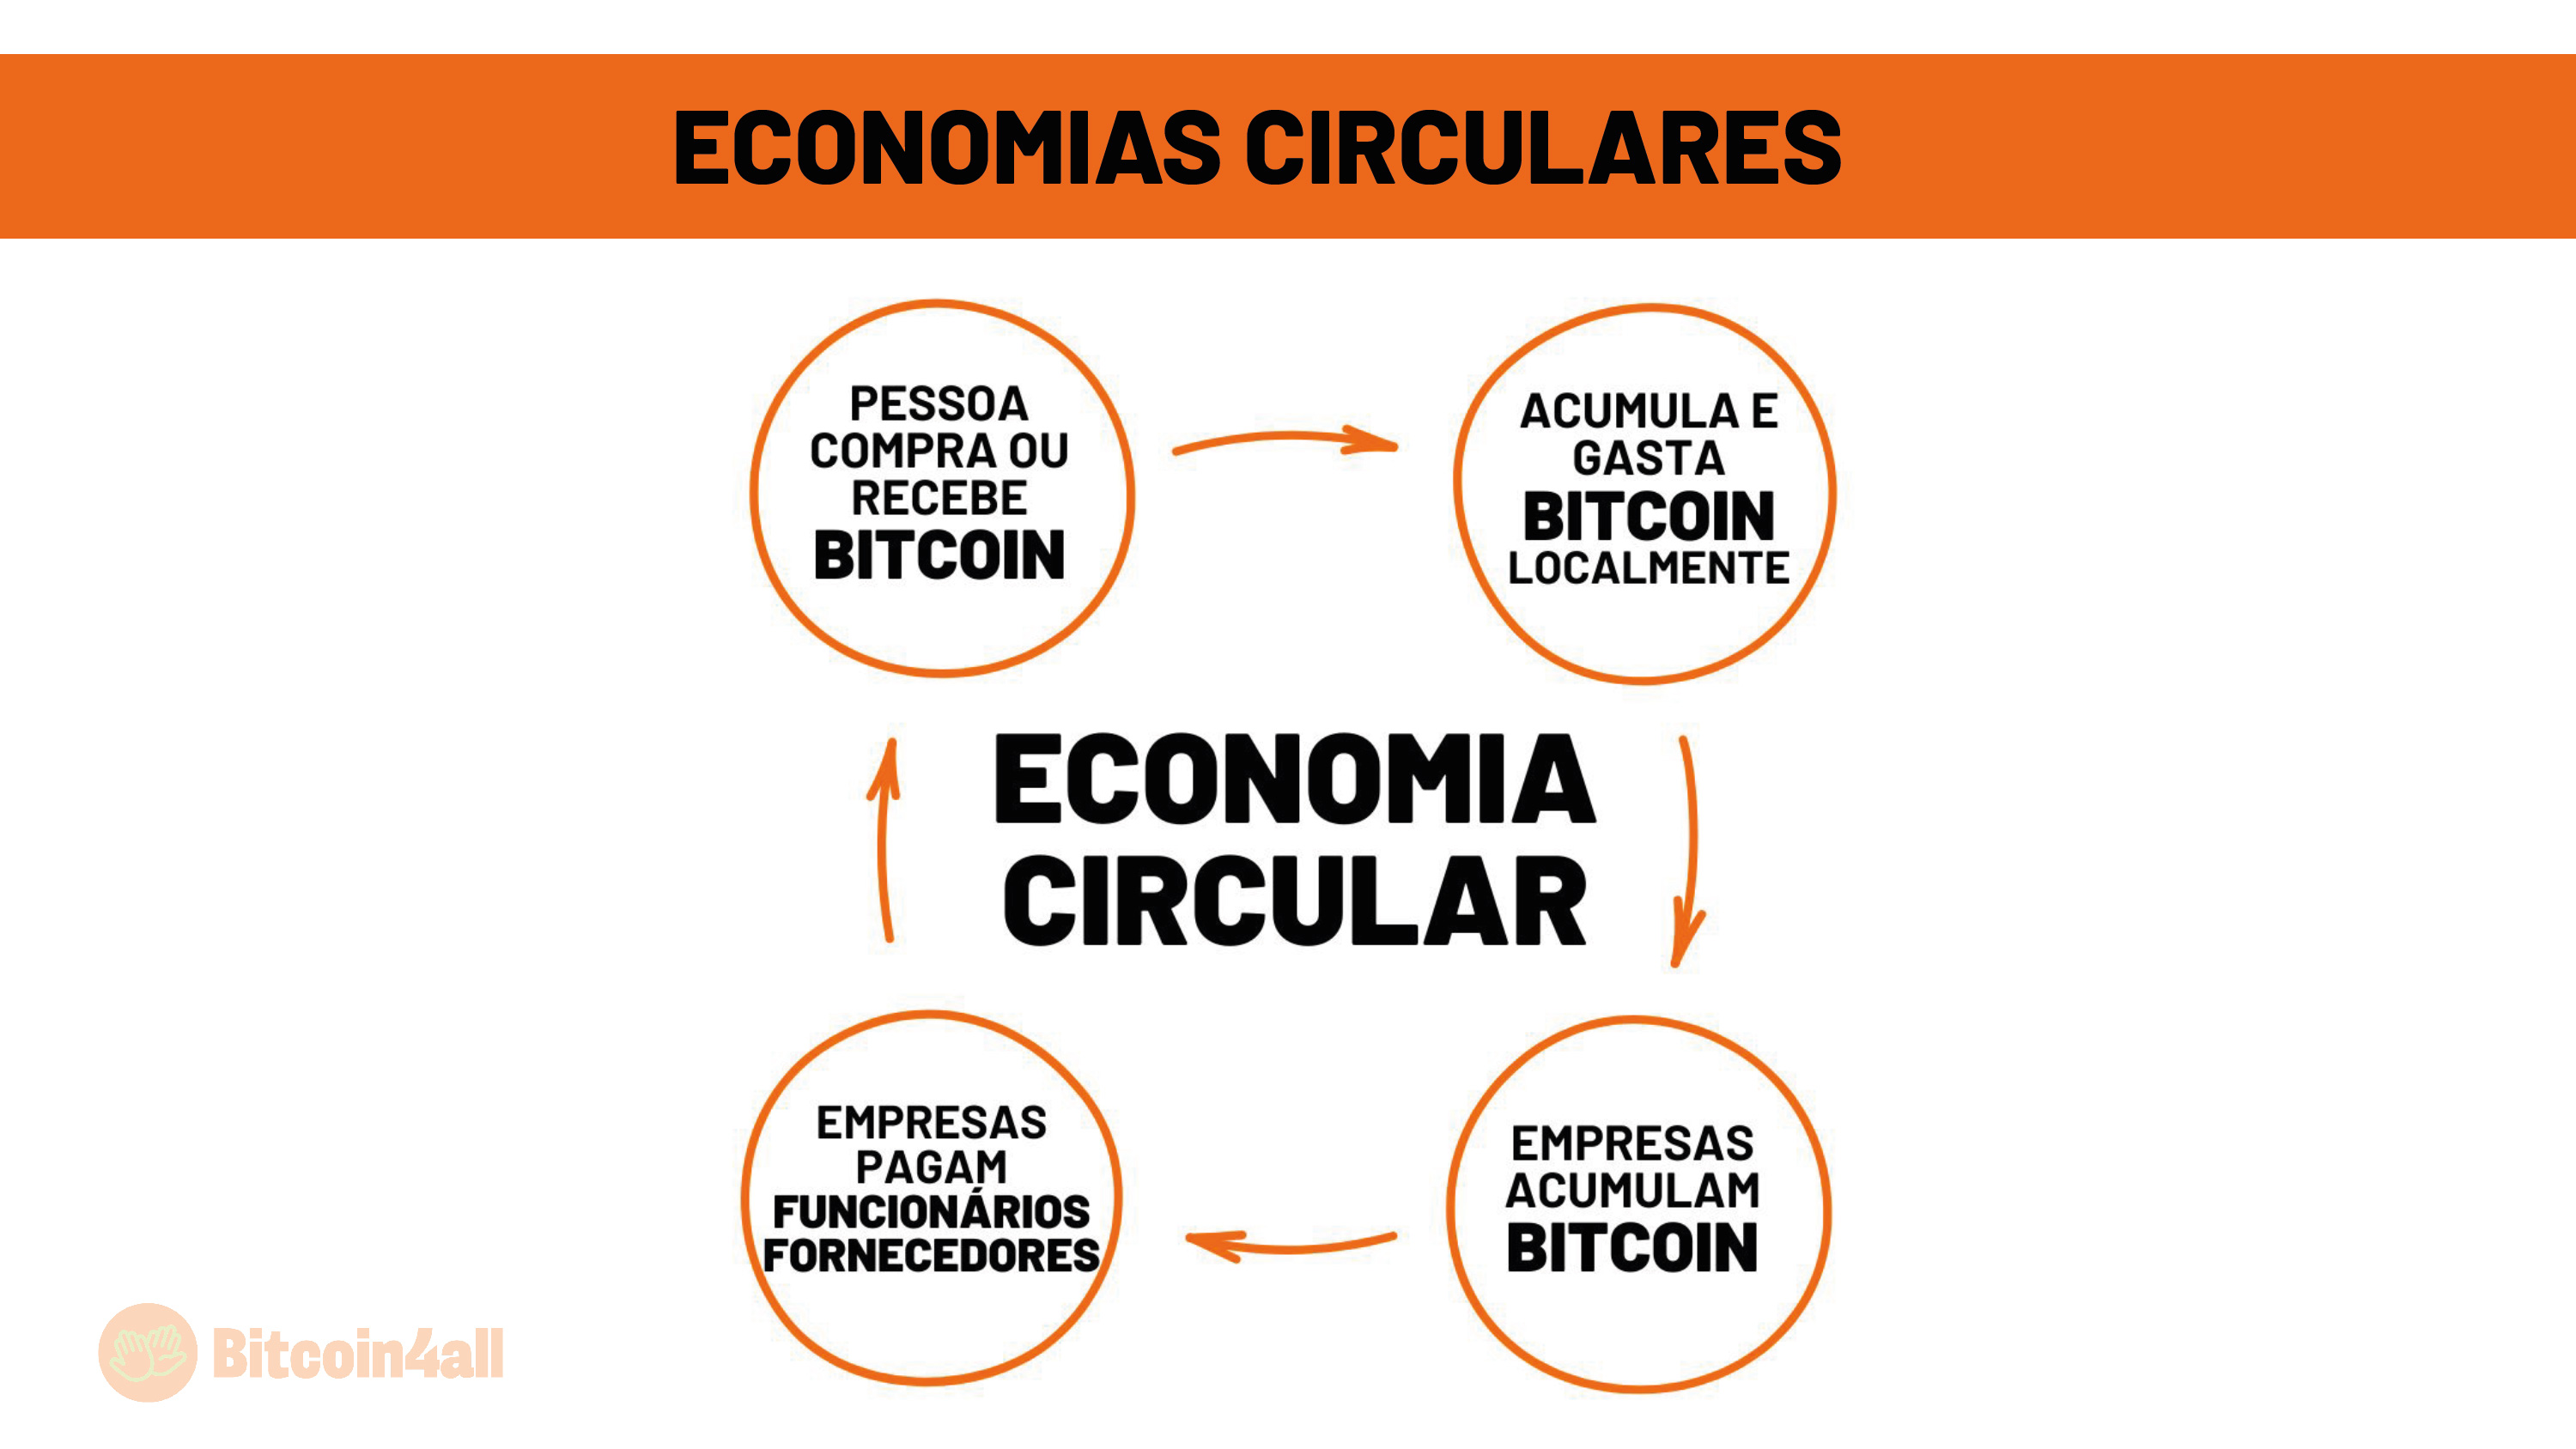 ECONOMIAS CIRCULARES
PESSOA
COMPRA OU
RECEBE
BITCOIN
ACUMULA E
GASTA
BITCOIN
LOCALMENTE
ECONOMIA
CIRCULAR
EMPRESAS
PAGAM
FUNCIONÁRIOS
FORNECEDORES
EMPRESAS
ACUMULAM
BITCOIN
Bitcoin4all